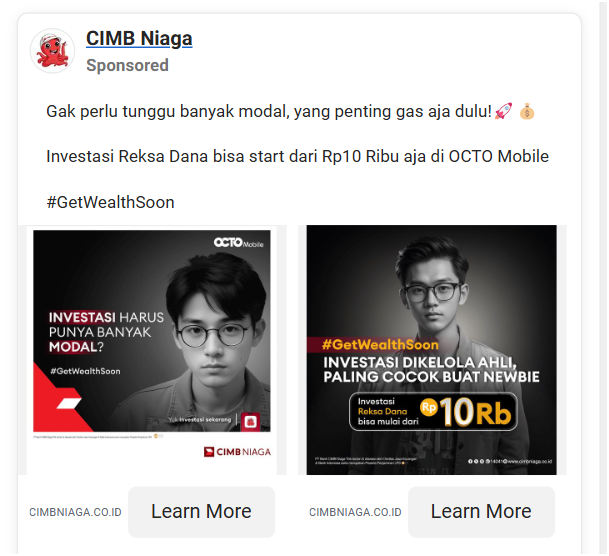 CIMB Niaga
Sponsored
Gak perlu tunggu banyak modal, yang penting gas aja dulu!🚀 💰
Investasi Reksa Dana bisa start dari Rp10 Ribu aja di OCTO Mobile
#GetWealthSoon
OCTO Mobile
INVESTASI HARUS
PUNYA BANYAK
MODAL?
#GetWealthSoon
Yuk investasi sekarang
CIMB NIAGA
#GetWealthSoon
INVESTASI DIKELOLA AHLI,
PALING COCOK BUAT NEWBIE
Investasi
Reksa Dana
bisa mulai dari
Rp 10Rb
14041 www.cimbniaga.co.id
CIMBNIAGA.CO.ID
Learn More
CIMBNIAGA.CO.ID
Learn More